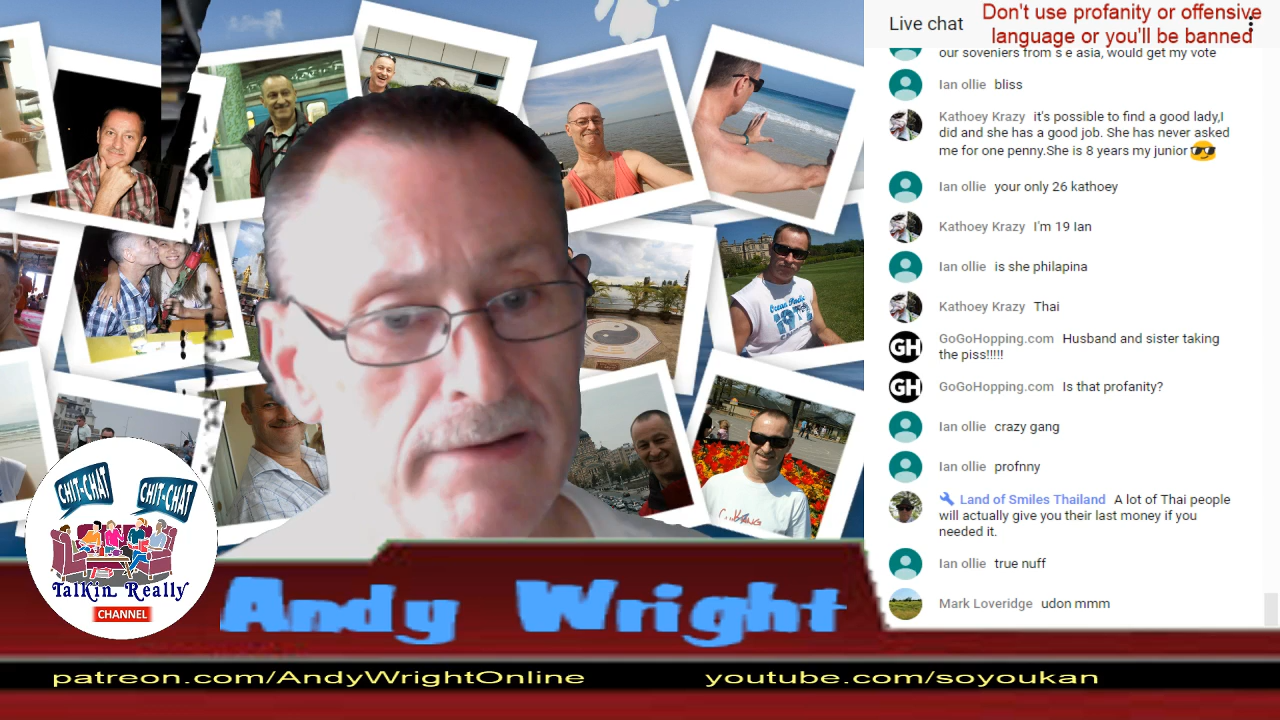 Live chat
Don't use profanity or offensive
language or you'll be banned
our soveniers from s e asia, would get my vote
Ian ollie bliss
Kathoey Krazy it's possible to find a good lady,I
did and she has a good job. She has never asked
me for one penny.She is 8 years my junior
Ian ollie your only 26 kathoey
Kathoey Krazy I'm 19 Ian
Ian ollie is she philapina
Kathoey Krazy Thai
GH GoGoHopping.com Husband and sister taking
the piss!!!!!
GH GoGoHopping.com Is that profanity?
Ian ollie crazy gang
Ian ollie profnny
Land of Smiles Thailand A lot of Thai people
will actually give you their last money if you
needed it.
Ian ollie true nuff
Mark Loveridge udon mmm
CHIT-CHAT
CHIT-CHAT
Talkin Really
CHANNEL
Andy Wright
patreon.com/AndyWrightOnline
youtube.com/soyoukan